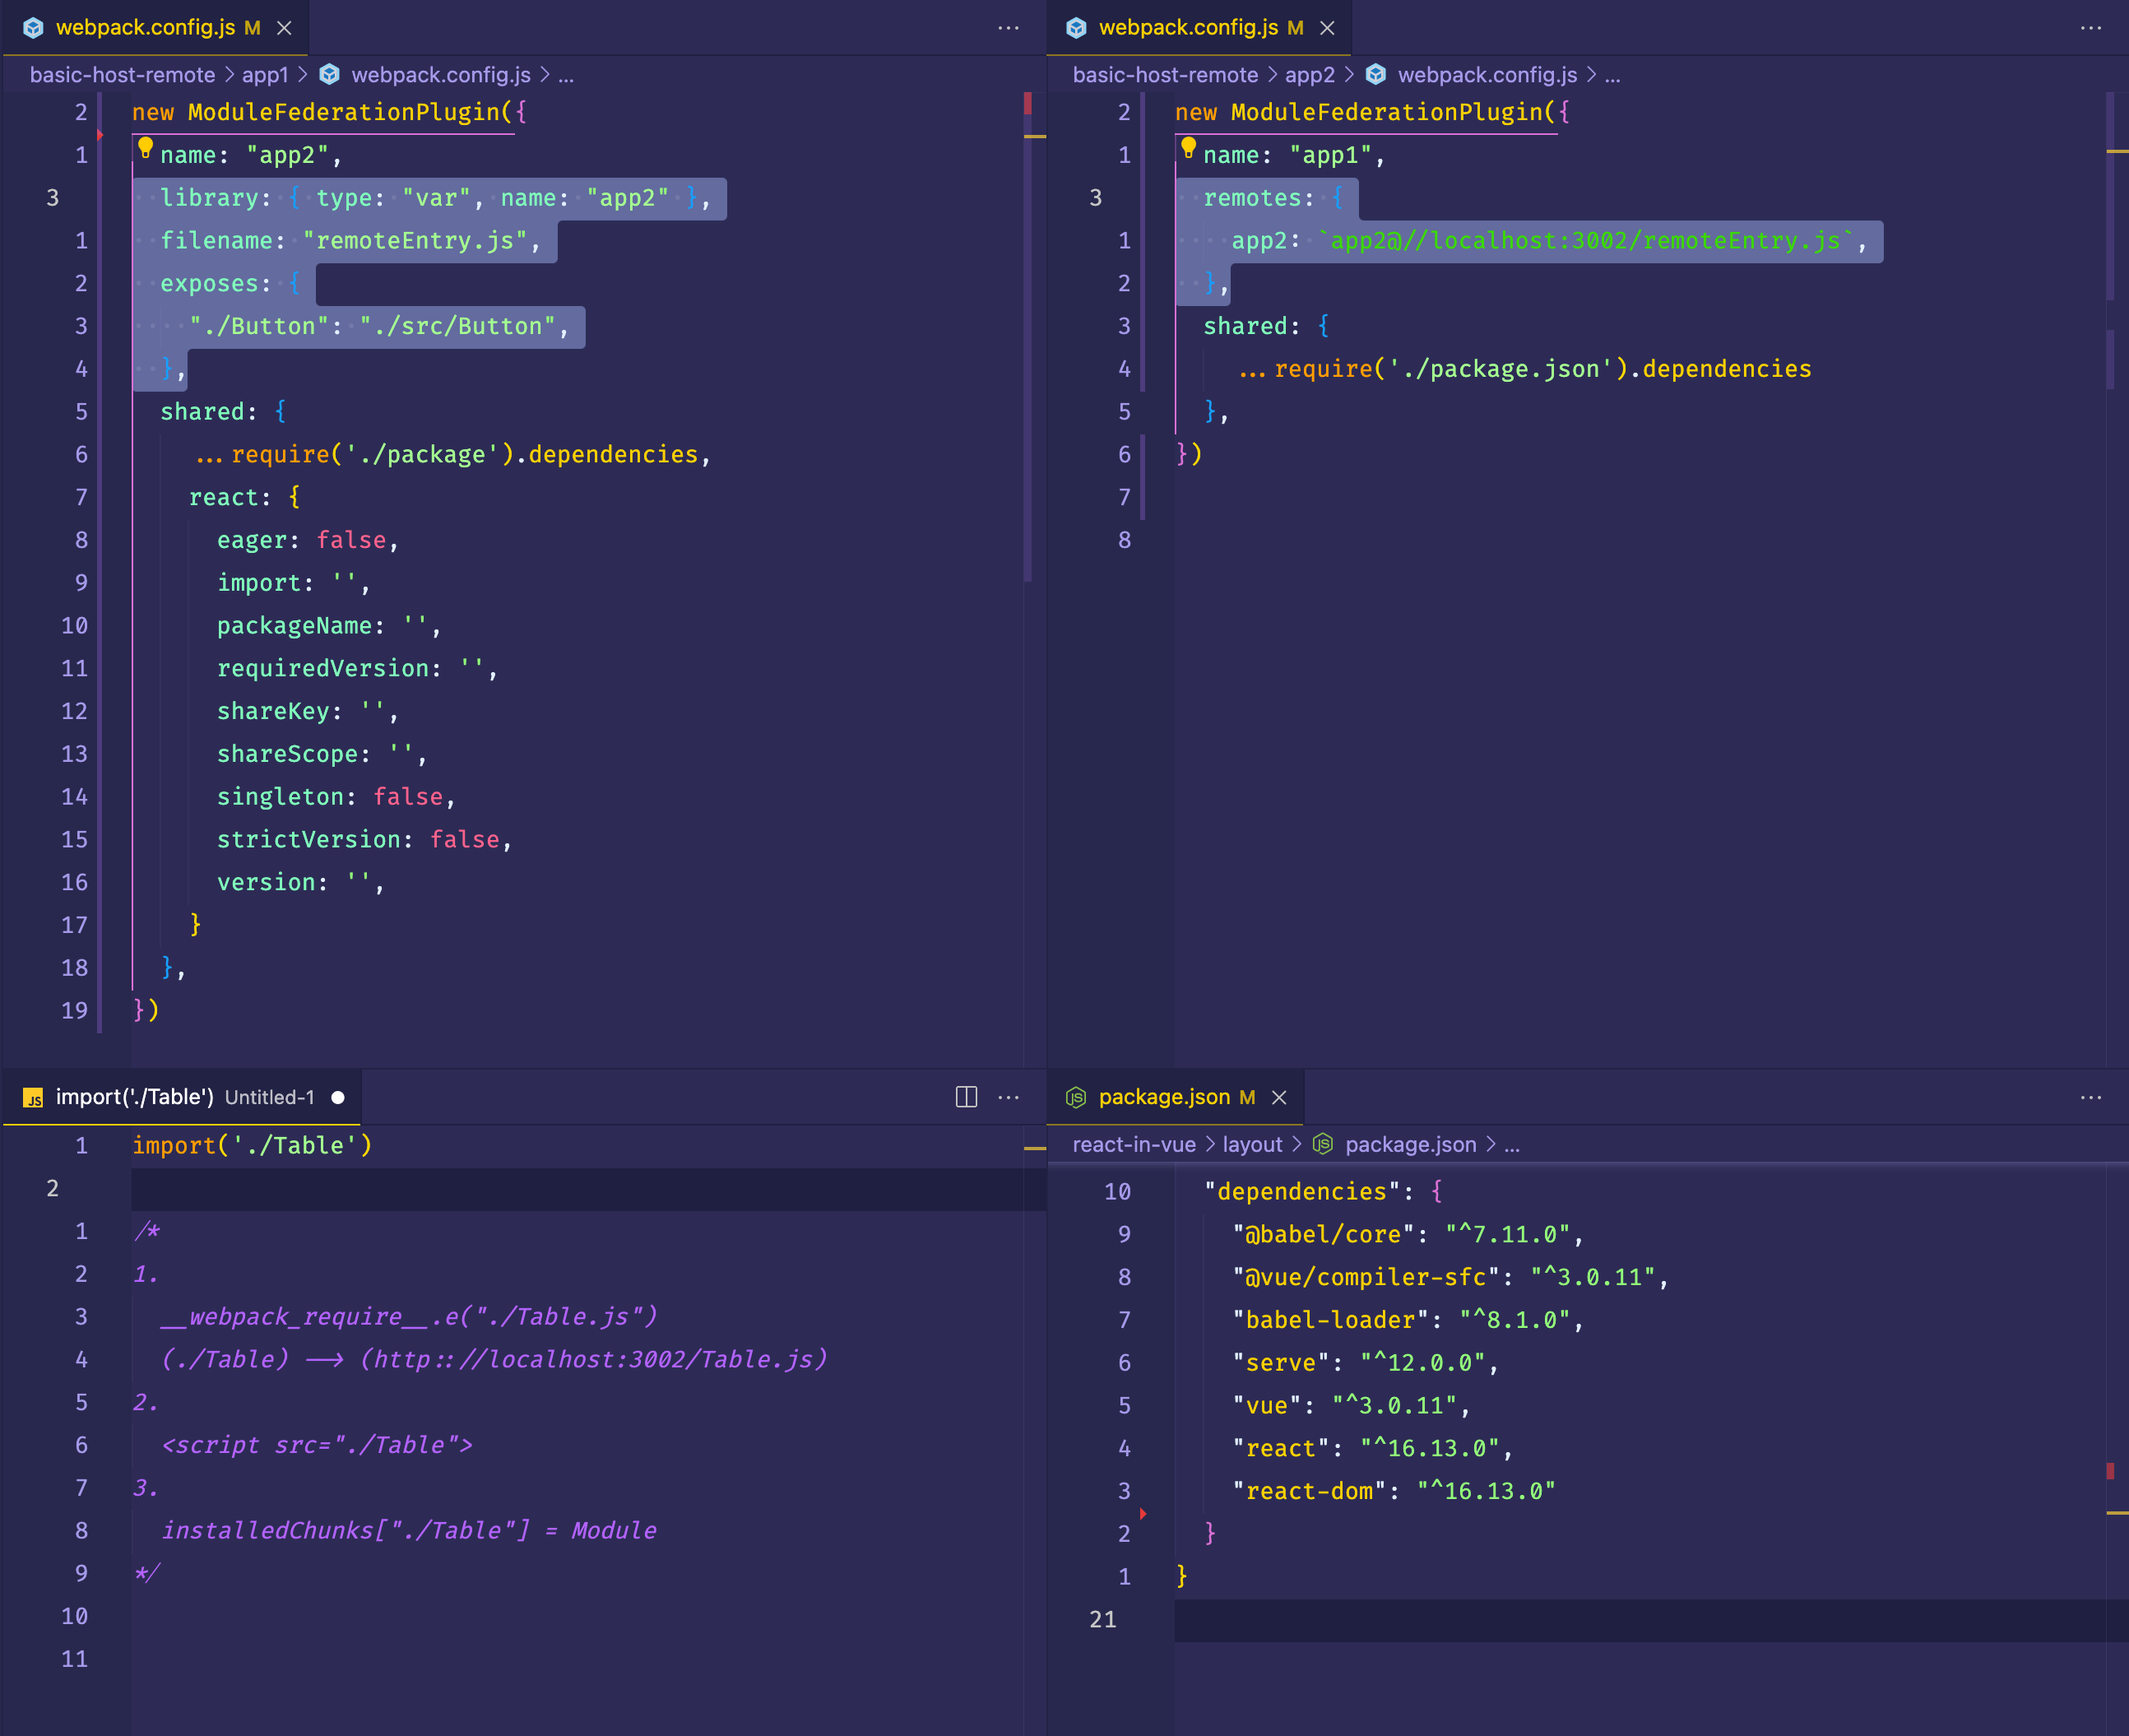 webpack.config.js M
basic-host-remote > app1 > webpack.config.js > ...
2 new ModuleFederationPlugin({
1 name: "app2",
3 library: { type: "var", name: "app2" },
1 filename: "remoteEntry.js",
2 exposes: {
3 "./Button": "./src/Button",
4 },
5 shared: {
6 ...require('./package').dependencies,
7 react: {
8 eager: false,
9 import: '',
10 packageName: '',
11 requiredVersion: '',
12 shareKey: '',
13 shareScope: '',
14 singleton: false,
15 strictVersion: false,
16 version: '',
17 }
18 },
19 })
webpack.config.js M
basic-host-remote > app2 > webpack.config.js > ...
2 new ModuleFederationPlugin({
1 name: "app1",
3 remotes: {
1 app2: `app2@//localhost:3002/remoteEntry.js`,
2 },
3 shared: {
4 ...require('./package.json').dependencies
5 },
6 })
7
8
JS import('./Table') Untitled-1
1 import('./Table')
2
1 /*
2 1.
3 __webpack_require__.e("./Table.js")
4 (./Table) --> (http:://localhost:3002/Table.js)
5 2.
6 <script src="./Table">
7 3.
8 installedChunks["./Table"] = Module
9 */
10
11
package.json M
react-in-vue > layout > package.json > ...
10 "dependencies": {
9 "@babel/core": "^7.11.0",
8 "@vue/compiler-sfc": "^3.0.11",
7 "babel-loader": "^8.1.0",
6 "serve": "^12.0.0",
5 "vue": "^3.0.11",
4 "react": "^16.13.0",
3 "react-dom": "^16.13.0"
2 }
1 }
21